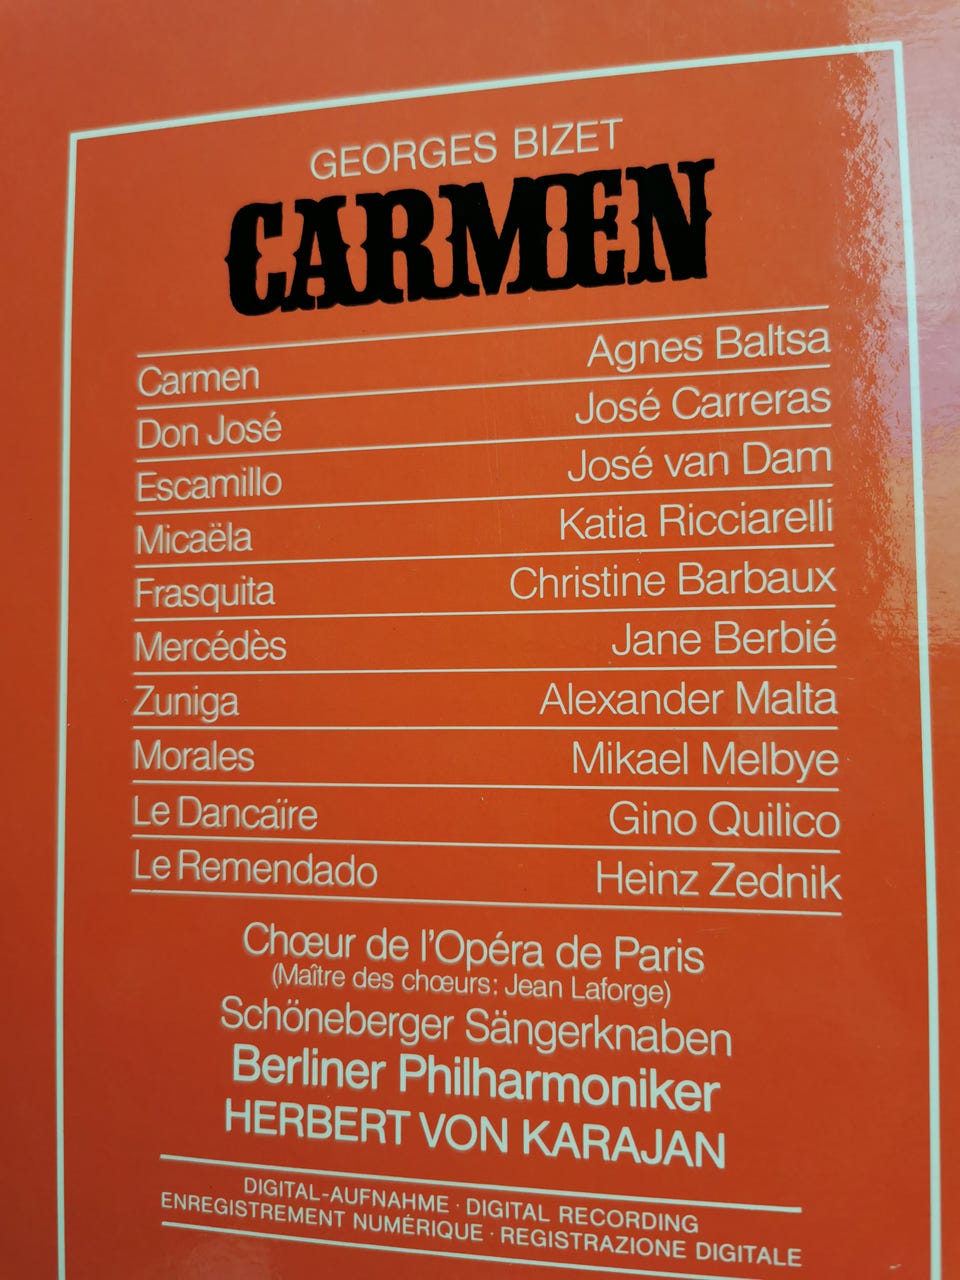 GEORGES BIZET
CARMEN
Carmen Agnes Baltsa
Don José José Carreras
Escamillo José van Dam
Micaëla Katia Ricciarelli
Frasquita Christine Barbaux
Mercédès Jane Berbié
Zuniga Alexander Malta
Morales Mikael Melbye
Le Dancaïre Gino Quilico
Le Remendado Heinz Zednik
Chœur de l'Opéra de Paris
(Maître des chœurs: Jean Laforge)
Schöneberger Sängerknaben
Berliner Philharmoniker
HERBERT VON KARAJAN
DIGITAL-AUFNAHME · DIGITAL RECORDING
ENREGISTREMENT NUMÉRIQUE · REGISTRAZIONE DIGITALE